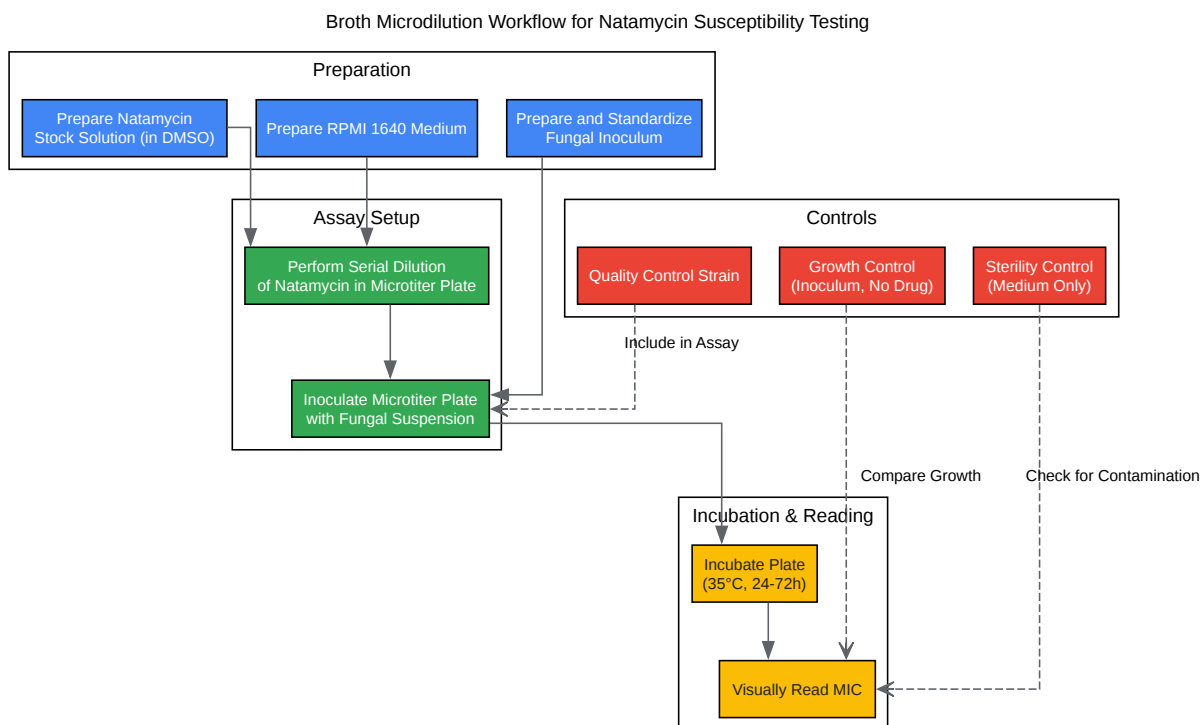 Broth Microdilution Workflow for Natamycin Susceptibility Testing
Preparation
Prepare Natamycin
Stock Solution (in DMSO)
Prepare RPMI 1640 Medium
Prepare and Standardize
Fungal Inoculum
Assay Setup
Perform Serial Dilution
of Natamycin in Microtiter Plate
Inoculate Microtiter Plate
with Fungal Suspension
Controls
Quality Control Strain
Growth Control
(Inoculum, No Drug)
Sterility Control
(Medium Only)
Include in Assay
Compare Growth
Check for Contamination
Incubation & Reading
Incubate Plate
(35°C, 24-72h)
Visually Read MIC